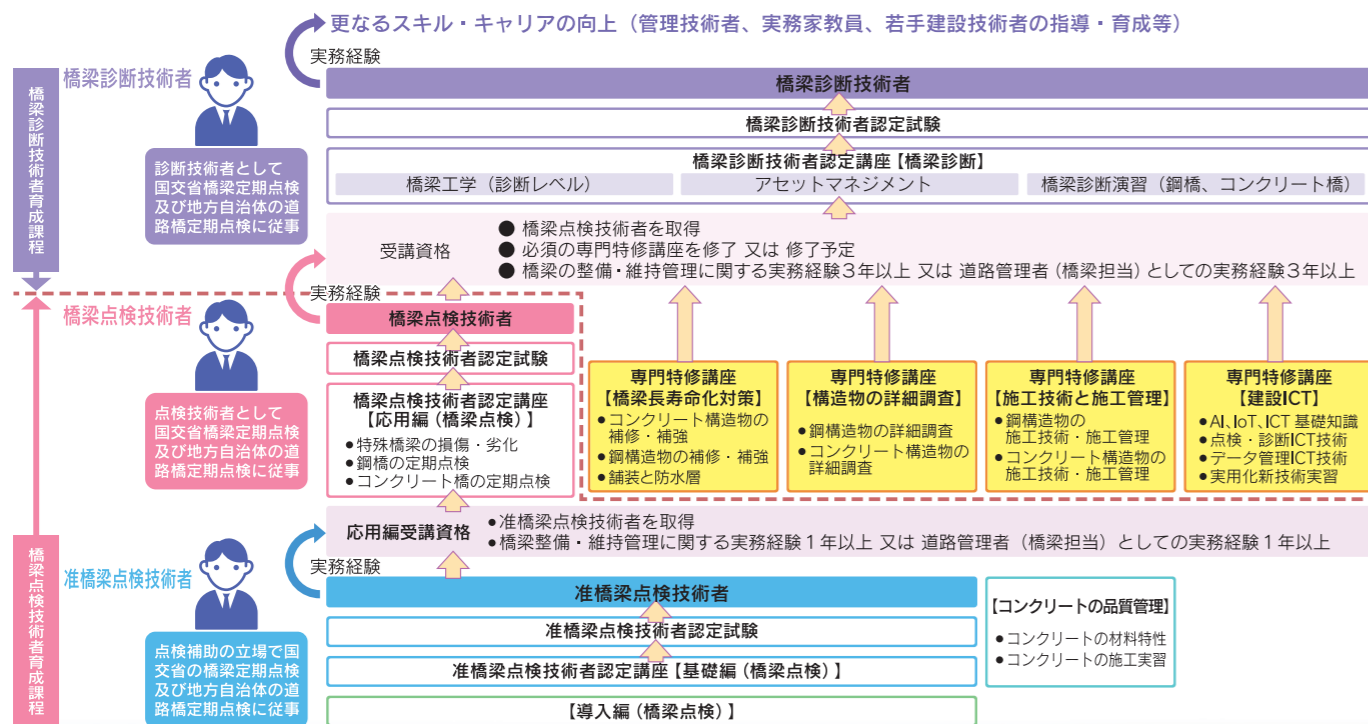 更なるスキル・キャリアの向上（管理技術者、実務家教員、若手建設技術者の指導・育成等）
実務経験
橋梁診断技術者育成課程
橋梁診断技術者
診断技術者として
国交省橋梁定期点検
及び地方自治体の道
路橋定期点検に従事
橋梁診断技術者
橋梁診断技術者認定試験
橋梁診断技術者認定講座【橋梁診断】
橋梁工学（診断レベル）
アセットマネジメント
橋梁診断演習（鋼橋、コンクリート橋）
受講資格
● 橋梁点検技術者を取得
● 必須の専門特修講座を修了 又は 修了予定
● 橋梁の整備・維持管理に関する実務経験３年以上 又は 道路管理者（橋梁担当）としての実務経験３年以上
実務経験
橋梁点検技術者
点検技術者として
国交省橋梁定期点検
及び地方自治体の道
路橋定期点検に従事
橋梁点検技術者
橋梁点検技術者認定試験
橋梁点検技術者認定講座
【応用編（橋梁点検）】
●特殊橋梁の損傷・劣化
●鋼橋の定期点検
●コンクリート橋の定期点検
専門特修講座
【橋梁長寿命化対策】
●コンクリート構造物の
補修・補強
●鋼構造物の補修・補強
●舗装と防水層
専門特修講座
【構造物の詳細調査】
●鋼構造物の詳細調査
●コンクリート構造物の
詳細調査
専門特修講座
【施工技術と施工管理】
●鋼構造物の
施工技術・施工管理
●コンクリート構造物の
施工技術・施工管理
専門特修講座
【建設ICT】
●AI、IoT、ICT 基礎知識
●点検・診断ICT技術
●データ管理ICT技術
●実用化新技術実習
応用編受講資格
●准橋梁点検技術者を取得
●橋梁整備・維持管理に関する実務経験１年以上 又は 道路管理者（橋梁担当）としての実務経験１年以上
実務経験
橋梁点検技術者育成課程
准橋梁点検技術者
点検補助の立場で国
交省の橋梁定期点検
及び地方自治体の道
路橋定期点検に従事
准橋梁点検技術者
准橋梁点検技術者認定試験
准橋梁点検技術者認定講座【基礎編（橋梁点検）】
【導入編（橋梁点検）】
【コンクリートの品質管理】
●コンクリートの材料特性
●コンクリートの施工実習